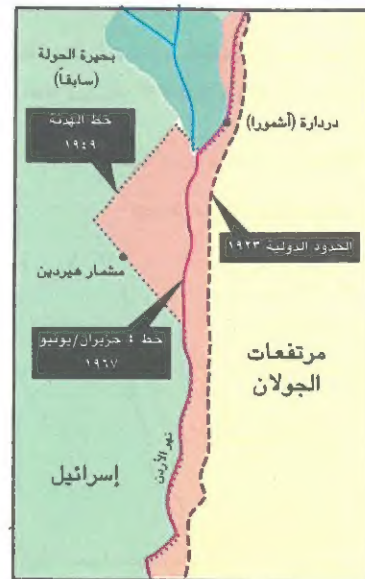 بحيرة الحولة
(سابقاً)
خط الهدنة
١٩٤٩
دردارة (أشمورا)
الحدود الدولية ١٩٢٣
مشمار هيردين
خط ٤ حزيران/يونيو
١٩٦٧
مرتفعات
الجولان
نهر الأردن
إسرائيل